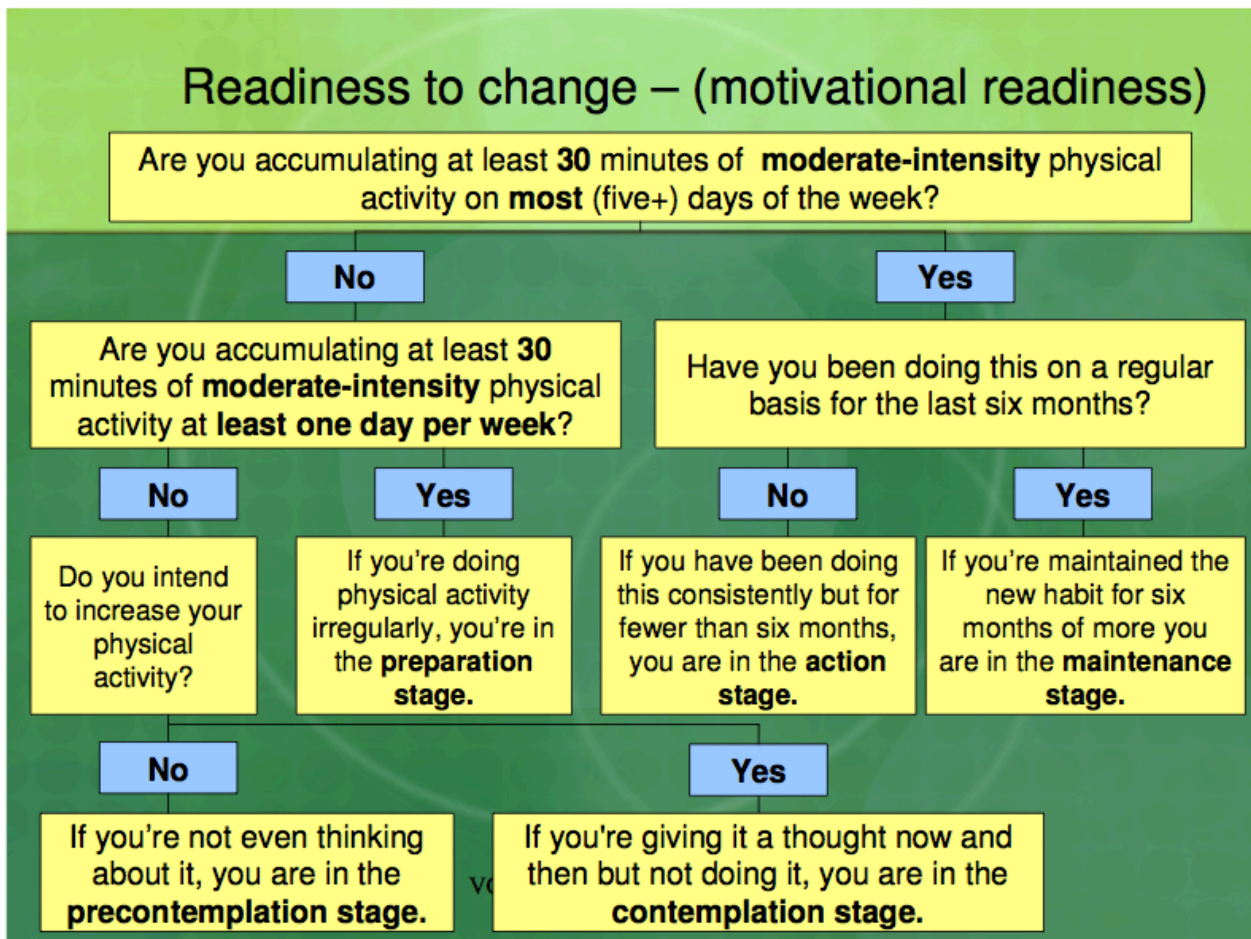 Readiness to change – (motivational readiness)
Are you accumulating at least 30 minutes of moderate-intensity physical
activity on most (five+) days of the week?
No
Yes
Are you accumulating at least 30
minutes of moderate-intensity physical
activity at least one day per week?
Have you been doing this on a regular
basis for the last six months?
No
Yes
No
Yes
Do you intend
to increase your
physical
activity?
If you're doing
physical activity
irregularly, you're in
the preparation
stage.
If you have been doing
this consistently but for
fewer than six months,
you are in the action
stage.
If you're maintained the
new habit for six
months of more you
are in the maintenance
stage.
No
Yes
If you’re not even thinking
about it, you are in the
precontemplation stage.
If you're giving it a thought now and
then but not doing it, you are in the
contemplation stage.